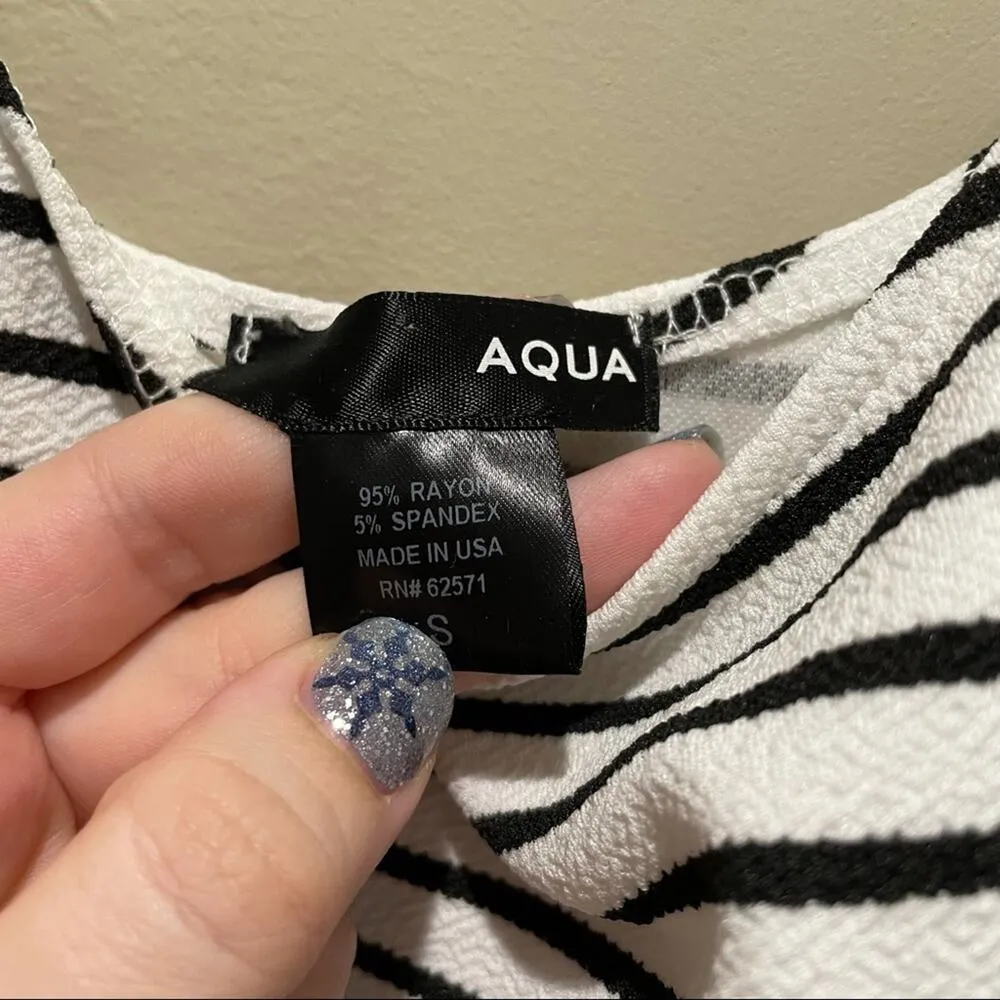 AQUA
95% RAYON
5% SPANDEX
MADE IN USA
RN# 62571
S